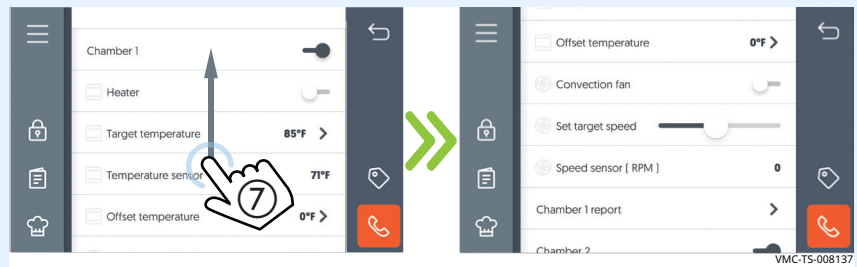 Chamber 1
Heater
Target temperature 85°F
Temperature sensor 71°F
Offset temperature 0°F
7
Offset temperature 0°F
Convection fan
Set target speed
Speed sensor [ RPM ] 0
Chamber 1 report
Chamber 2
VMC-TS-008137